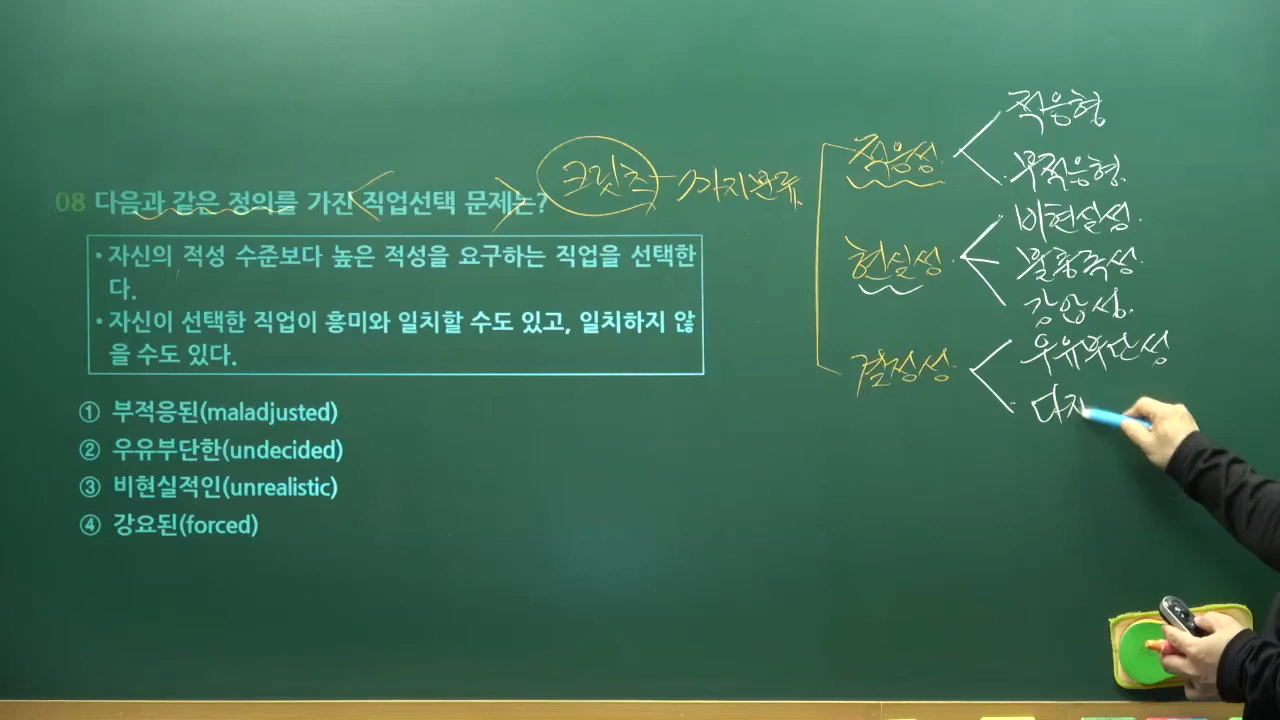 08 다음과 같은 정의를 가진 직업선택 문제는?
• 자신의 적성 수준보다 높은 적성을 요구하는 직업을 선택한
다.
• 자신이 선택한 직업이 흥미와 일치할 수도 있고, 일치하지 않
을 수도 있다.
① 부적응된(maladjusted)
② 우유부단한(undecided)
③ 비현실적인(unrealistic)
④ 강요된(forced)
크릿츠
적응성
적응형
부적응형
현실성
비현실성
불충족성
강압성
결정성
우유부단성
다재